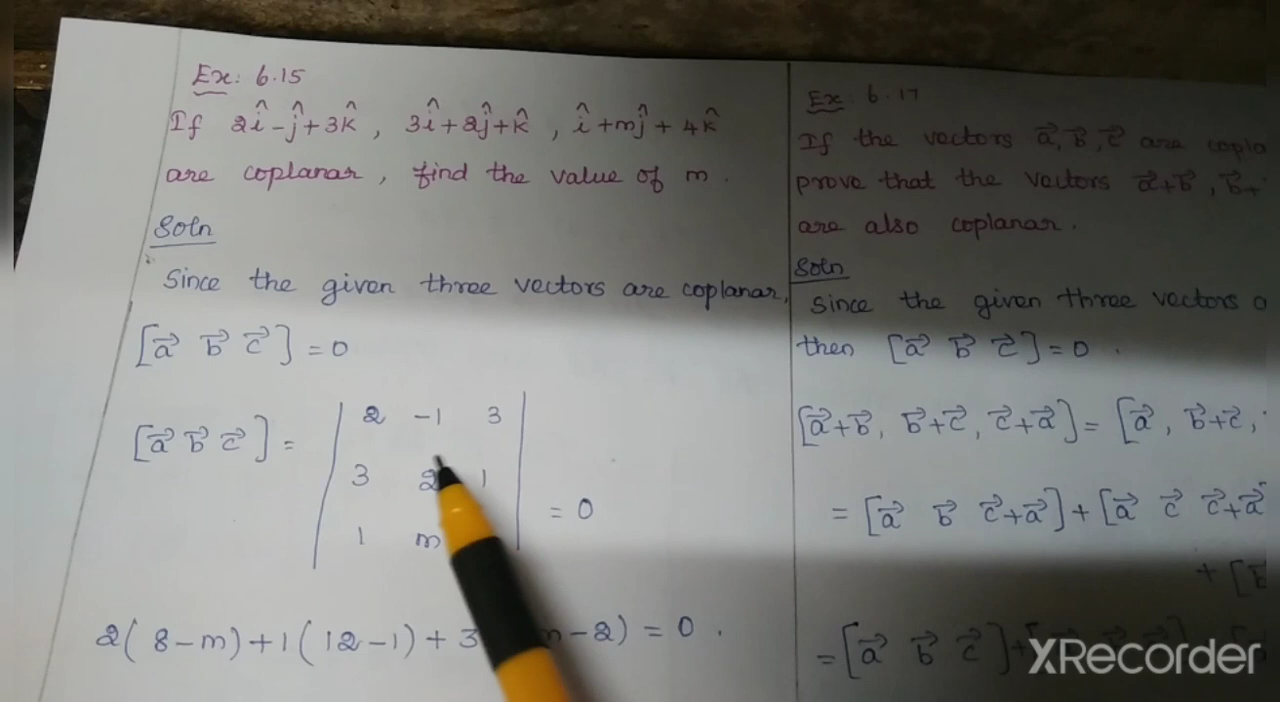 Ex: 6.15
If 2î - ĵ + 3k̂ , 3î + 2ĵ + k̂ , î + mĵ + 4k̂
are coplanar , find the value of m .
Soln
Since the given three vectors are coplanar,
[a⃗ b⃗ c⃗] = 0
[a⃗ b⃗ c⃗] = | 2 -1 3 |
| 3 2 1 | = 0
| 1 m
2( 8 - m) + 1( 12 - 1) + 3 - 2) = 0 .
Ex: 6.17
If the vectors a⃗, b⃗, c⃗ are
prove that the vectors a⃗+b⃗ , b⃗+
are also coplanar .
Soln
Since the given three vectors
then [a⃗ b⃗ c⃗] = 0 .
[a⃗+b⃗, b⃗+c⃗, c⃗+a⃗] = [a⃗, b⃗+c⃗,
= [a⃗ b⃗ c⃗+a⃗] + [a⃗ c⃗ c⃗+a⃗
+ [b⃗
= [a⃗ b⃗ c⃗] +
XRecorder